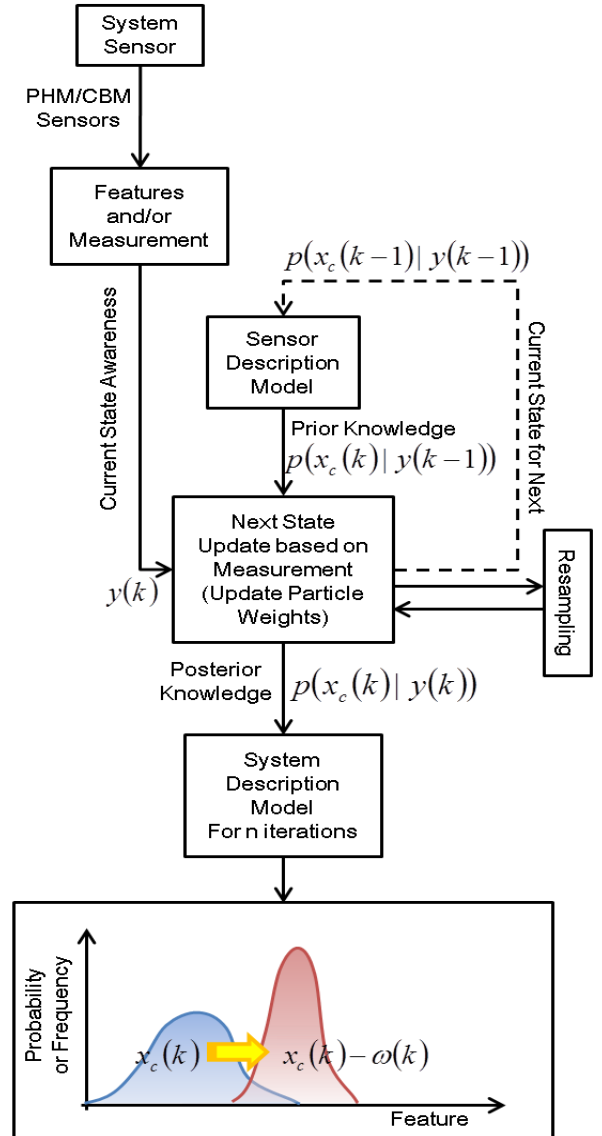 System
Sensor
PHM/CBM
Sensors
Features
and/or
Measurement
p(x_c(k−1)| y(k−1))
Current State Awareness
Sensor
Description
Model
Current State for Next
Prior Knowledge
p(x_c(k)| y(k−1))
Next State
Update based on
Measurement
(Update Particle
Weights)
y(k)
Resampling
Posterior
Knowledge
p(x_c(k)| y(k))
System
Description
Model
For n iterations
Probability
or Frequency
x_c(k)
x_c(k)−ω(k)
Feature